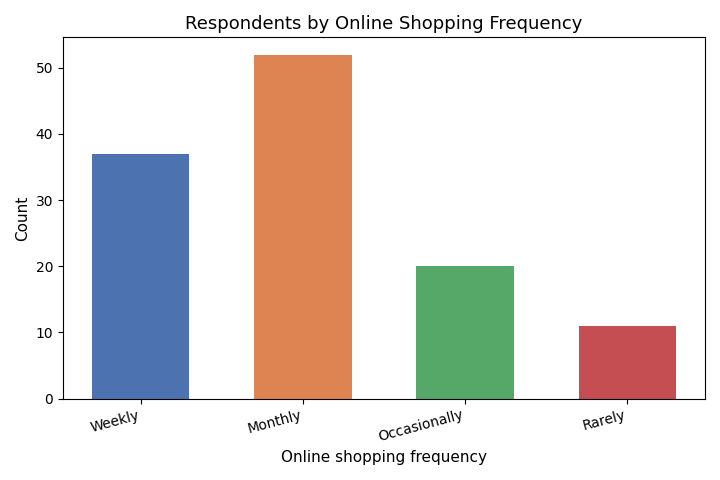 Respondents by Online Shopping Frequency
Count
50
40
30
20
10
0
Weekly
Monthly
Occasionally
Rarely
Online shopping frequency